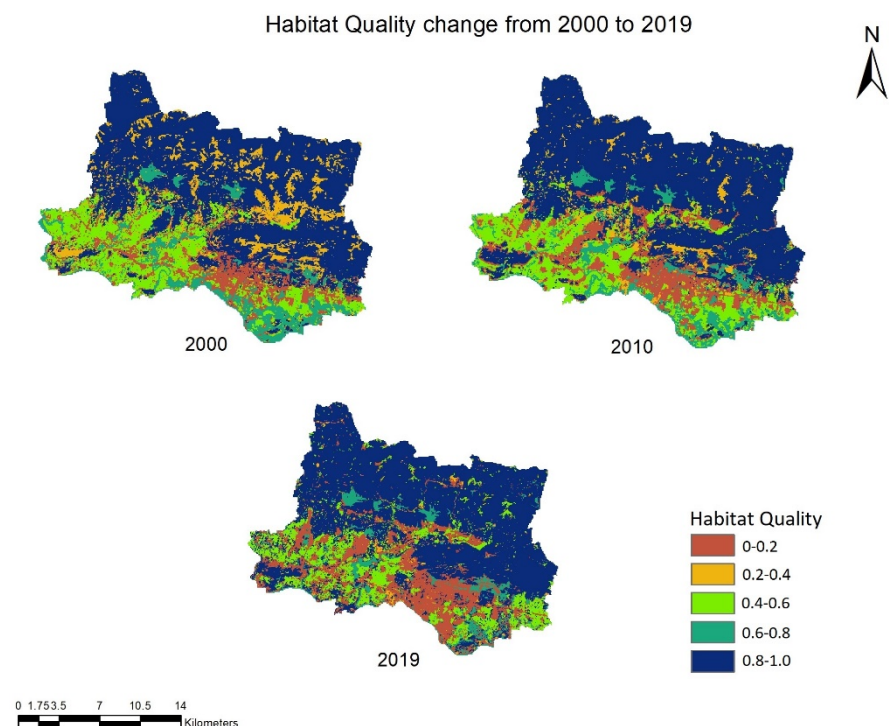 Habitat Quality change from 2000 to 2019
N
2000
2010
2019
Habitat Quality
0-0.2
0.2-0.4
0.4-0.6
0.6-0.8
0.8-1.0
0 1.75 3.5 7 10.5 14
Kilometers